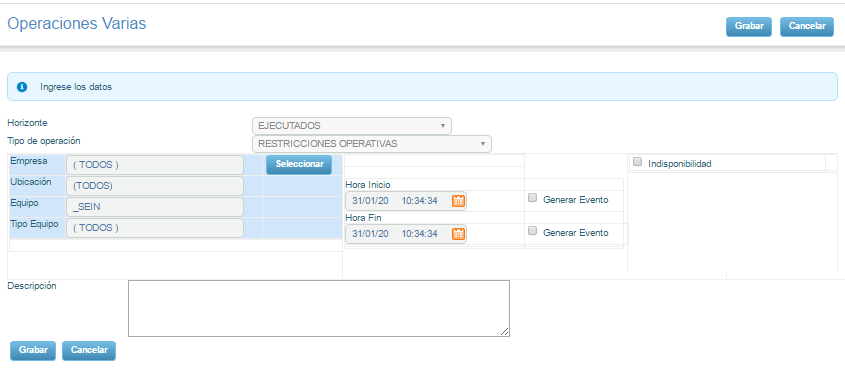 Operaciones Varias
Grabar Cancelar
Ingrese los datos
Horizonte EJECUTADOS
Tipo de operación RESTRICCIONES OPERATIVAS
Empresa ( TODOS ) Seleccionar
Indisponibilidad
Ubicación (TODOS)
Equipo _SEIN
Tipo Equipo ( TODOS )
Hora Inicio
31/01/20 10:34:34 Generar Evento
Hora Fin
31/01/20 10:34:34 Generar Evento
Descripción
Grabar Cancelar